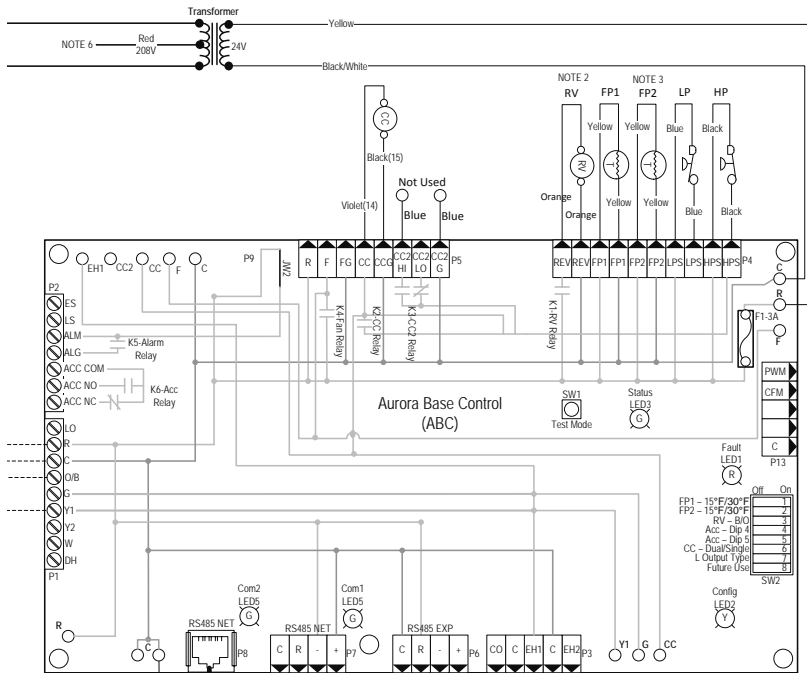 Transformer
Yellow
NOTE 6
Red
208V
24V
Black/White
NOTE 2
RV
FP1
NOTE 3
FP2
LP
HP
CC
Black(15)
Violet(14)
Not Used
Blue
Blue
Yellow
Yellow
Blue
Black
RV
T
T
Orange
Orange
Yellow
Yellow
Blue
Black
EH1
CC2
CC
F
C
P9
JW2
R
F
FG
CC
CCG
CC2 HI
CC2 LO
CC2 G
P5
REV
REV
FP1
FP1
FP2
FP2
LPS
LPS
HPS
HPS
P4
C
R
F
F1-3A
P2
ES
LS
ALM
ALG
ACC COM
ACC NO
ACC NC
K5-Alarm
Relay
K6-Acc
Relay
K4-Fan Relay
K2-CC Relay
K3-CC2 Relay
K1-RV Relay
Aurora Base Control
(ABC)
SW1
Test Mode
Status
LED3
G
PWM
CFM
C
P13
LO
R
C
O/B
G
Y1
Y2
W
DH
P1
Fault
LED1
R
Off
On
FP1 – 15°F/30°F 1
FP2 – 15°F/30°F 2
RV – B/O 3
Acc – Dip 4 4
Acc – Dip 5 5
CC – Dual/Single 6
L Output Type 7
Future Use 8
SW2
Config
LED2
Y
R
C
C
RS485 NET
P8
Com2
LED5
G
RS485 NET
C R - +
P7
Com1
LED5
G
RS485 EXP
C R - +
P6
CO C EH1 C EH2
P3
Y1
G
CC